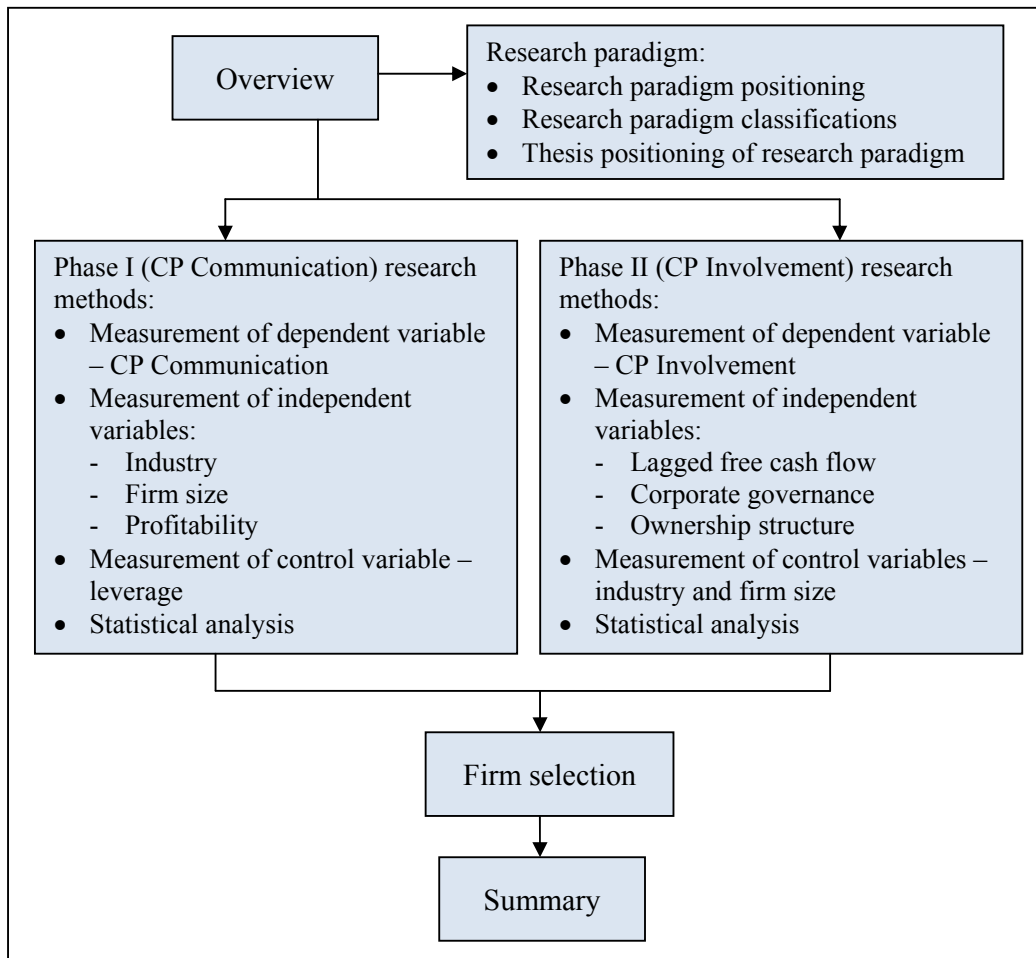 Overview
Research paradigm:
• Research paradigm positioning
• Research paradigm classifications
• Thesis positioning of research paradigm
Phase I (CP Communication) research
methods:
• Measurement of dependent variable
– CP Communication
• Measurement of independent
variables:
- Industry
- Firm size
- Profitability
• Measurement of control variable –
leverage
• Statistical analysis
Phase II (CP Involvement) research
methods:
• Measurement of dependent variable
– CP Involvement
• Measurement of independent
variables:
- Lagged free cash flow
- Corporate governance
- Ownership structure
• Measurement of control variables –
industry and firm size
• Statistical analysis
Firm selection
Summary